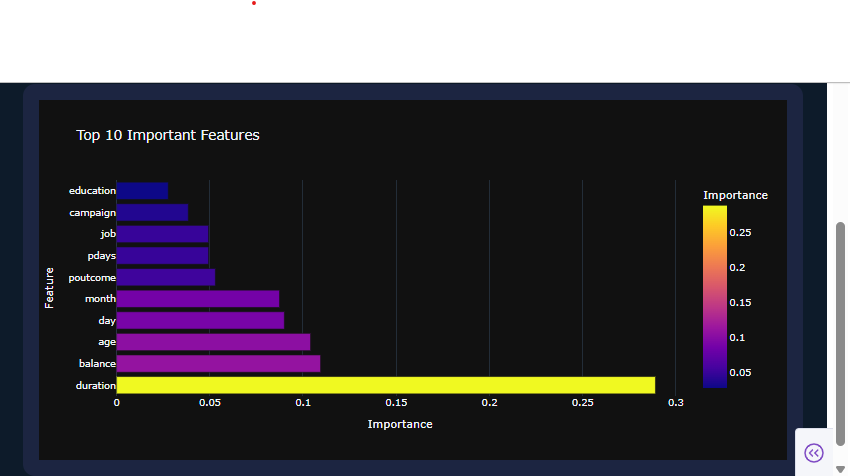 Top 10 Important Features
Importance
education
campaign
job
pdays
poutcome
month
day
age
balance
duration
Feature
0 0.05 0.1 0.15 0.2 0.25 0.3
Importance
0.25
0.2
0.15
0.1
0.05